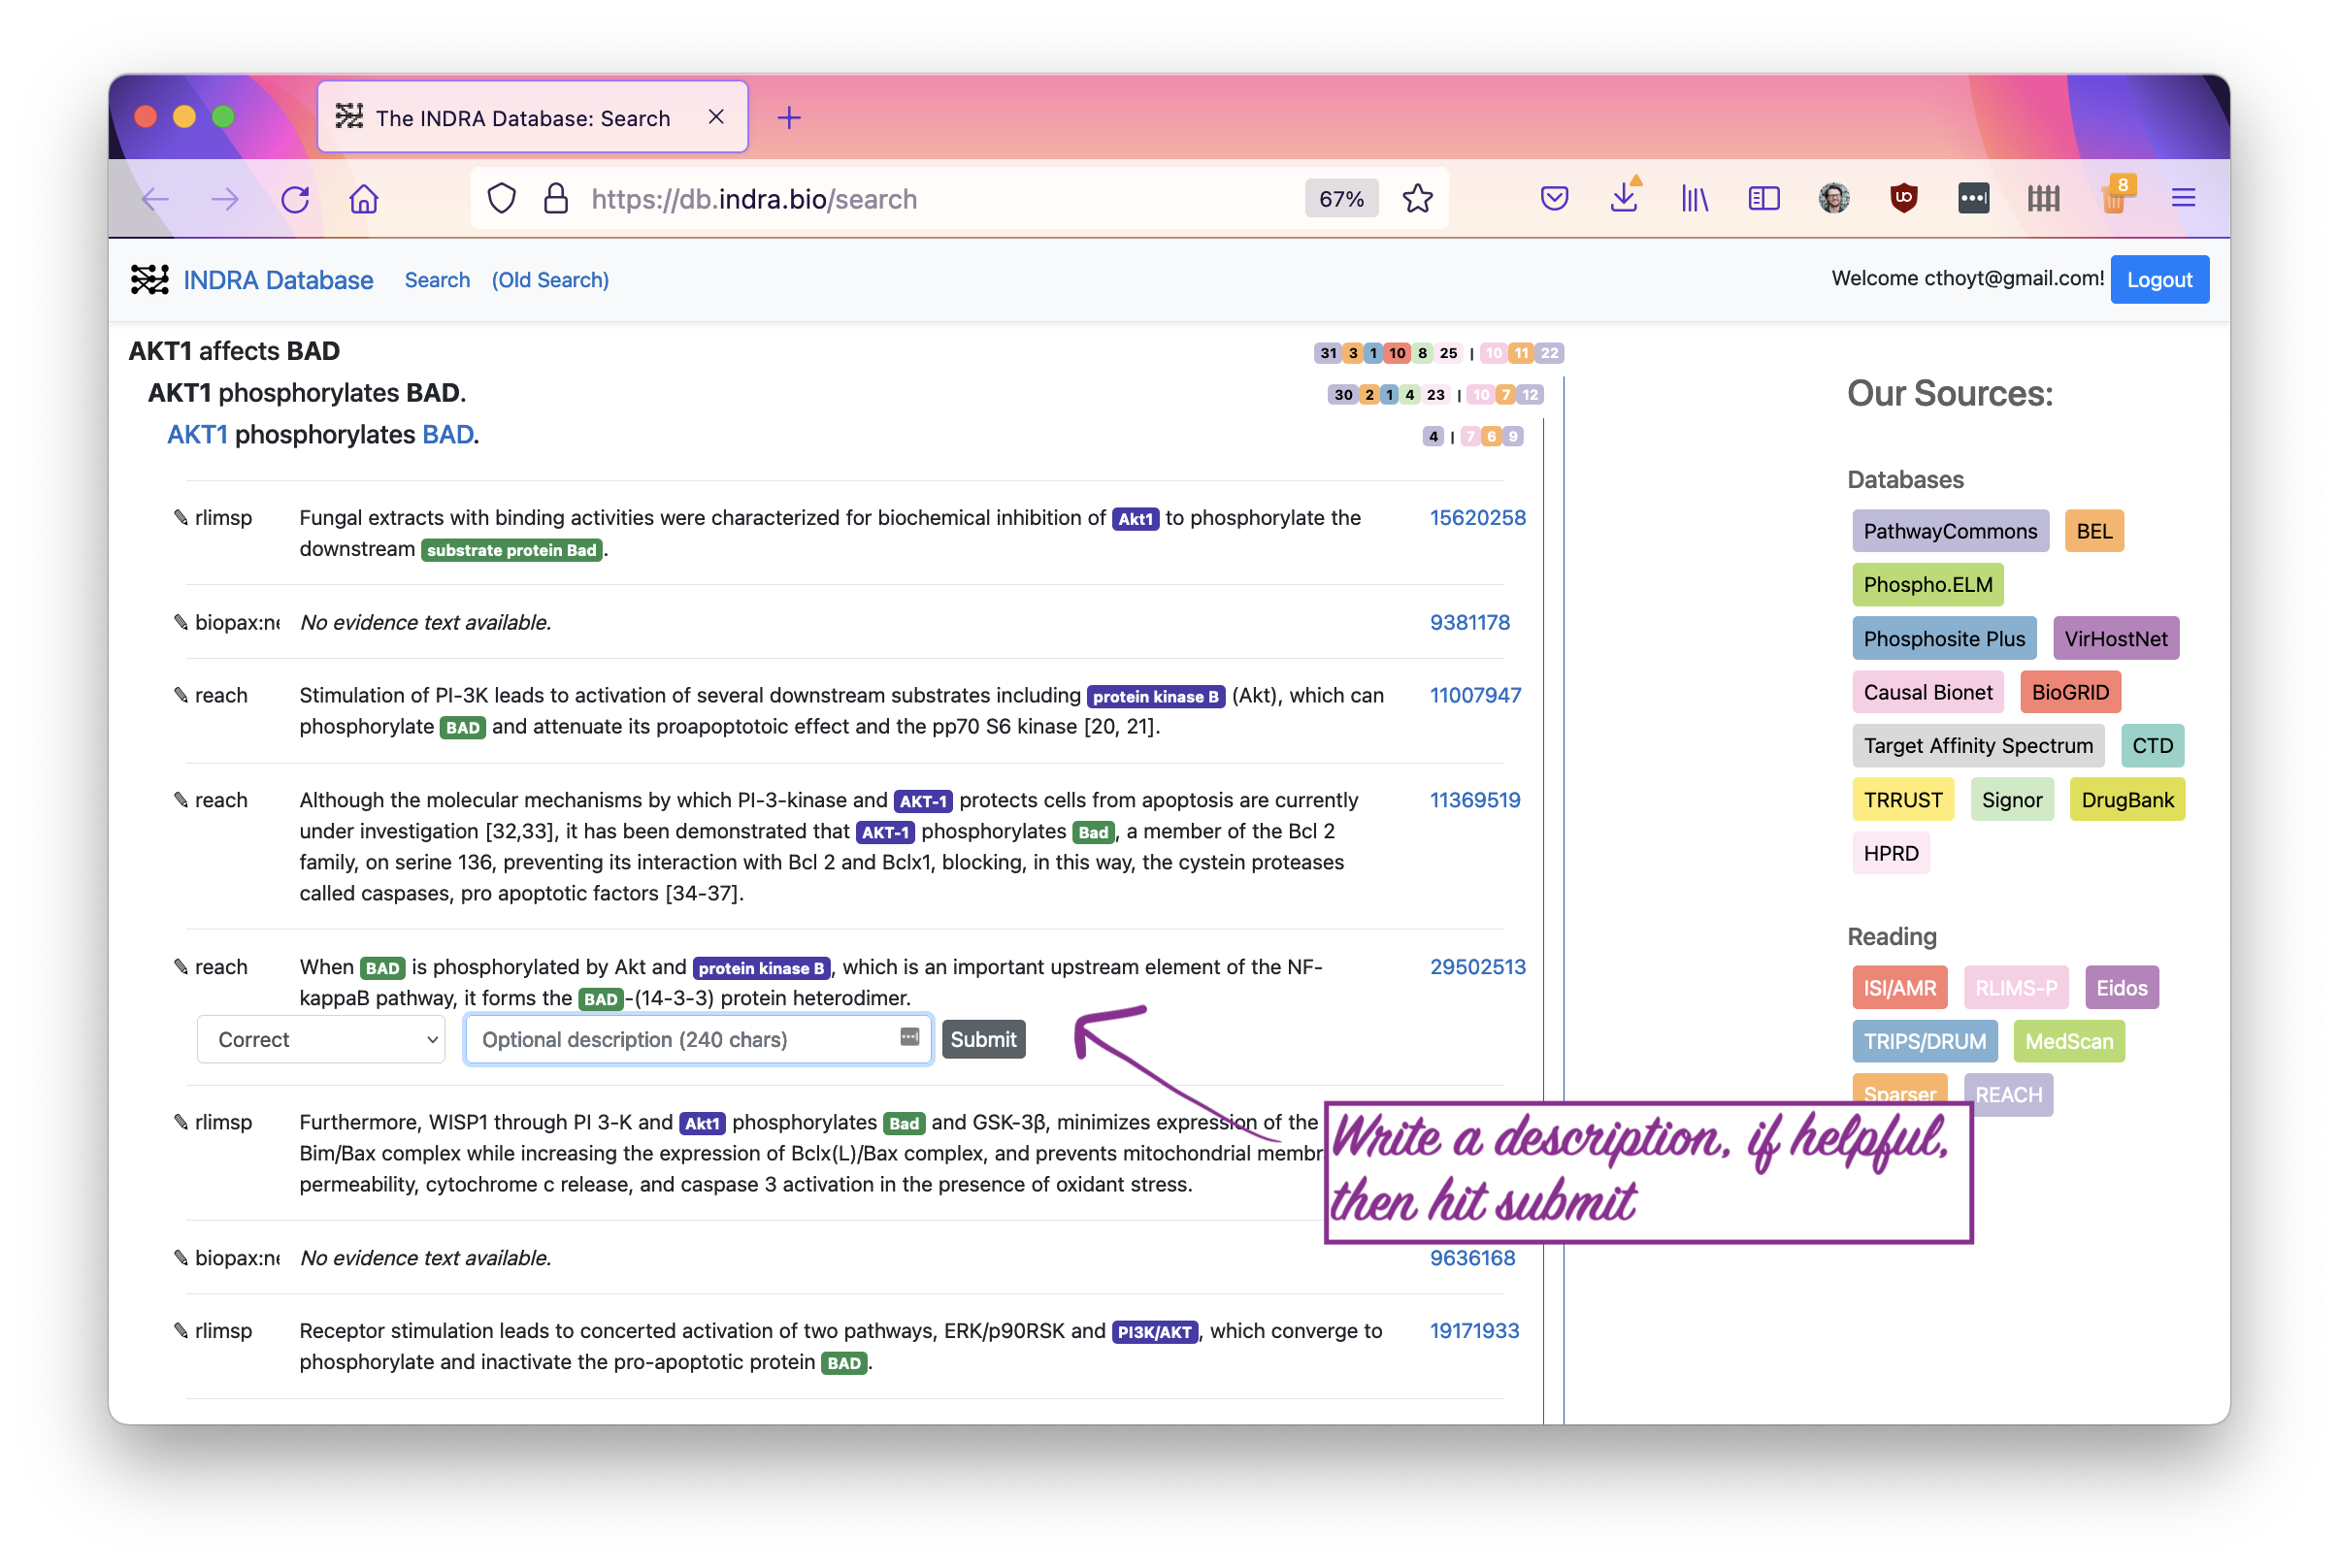 The INDRA Database: Search
https://db.indra.bio/search 67% 8
INDRA Database Search (Old Search) Welcome cthoyt@gmail.com! Logout
AKT1 affects BAD 31 3 1 10 8 25 | 10 11 22
AKT1 phosphorylates BAD. 30 2 1 4 23 | 10 7 12
AKT1 phosphorylates BAD. 4 | 7 6 9
rlimsp Fungal extracts with binding activities were characterized for biochemical inhibition of Akt1 to phosphorylate the 15620258
downstream substrate protein Bad.
biopax:ne No evidence text available. 9381178
reach Stimulation of PI-3K leads to activation of several downstream substrates including protein kinase B (Akt), which can 11007947
phosphorylate BAD and attenuate its proapoptotoic effect and the pp70 S6 kinase [20, 21].
reach Although the molecular mechanisms by which PI-3-kinase and AKT-1 protects cells from apoptosis are currently 11369519
under investigation [32,33], it has been demonstrated that AKT-1 phosphorylates Bad, a member of the Bcl 2
family, on serine 136, preventing its interaction with Bcl 2 and Bclx1, blocking, in this way, the cystein proteases
called caspases, pro apoptotic factors [34-37].
reach When BAD is phosphorylated by Akt and protein kinase B, which is an important upstream element of the NF-29502513
kappaB pathway, it forms the BAD-(14-3-3) protein heterodimer.
Correct Optional description (240 chars) Submit
rlimsp Furthermore, WISP1 through PI 3-K and Akt1 phosphorylates Bad and GSK-3β, minimizes expression of the
Bim/Bax complex while increasing the expression of Bclx(L)/Bax complex, and prevents mitochondrial membr
permeability, cytochrome c release, and caspase 3 activation in the presence of oxidant stress.
biopax:ne No evidence text available. 9636168
rlimsp Receptor stimulation leads to concerted activation of two pathways, ERK/p90RSK and PI3K/AKT, which converge to 19171933
phosphorylate and inactivate the pro-apoptotic protein BAD.
Our Sources:
Databases
PathwayCommons BEL
Phospho.ELM
Phosphosite Plus VirHostNet
Causal Bionet BioGRID
Target Affinity Spectrum CTD
TRRUST Signor DrugBank
HPRD
Reading
ISI/AMR RLIMS-P Eidos
TRIPS/DRUM MedScan
Sparser REACH
Write a description, if helpful,
then hit submit